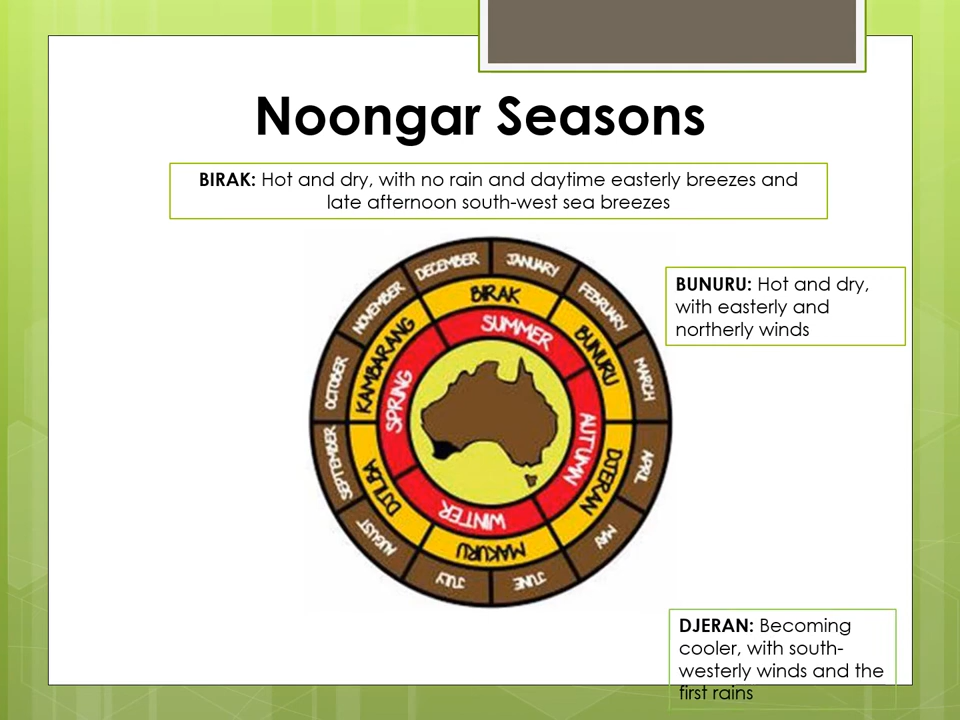 Noongar Seasons
BIRAK: Hot and dry, with no rain and daytime easterly breezes and
late afternoon south-west sea breezes
BUNURU: Hot and dry,
with easterly and
northerly winds
DECEMBER
JANUARY
FEBRUARY
MARCH
APRIL
MAY
JUNE
JULY
AUGUST
SEPTEMBER
OCTOBER
NOVEMBER
BIRAK
BUNURU
DJERAN
MAKURU
DJILBA
KAMBARANG
SUMMER
AUTUMN
WINTER
SPRING
DJERAN: Becoming
cooler, with south-
westerly winds and the
first rains